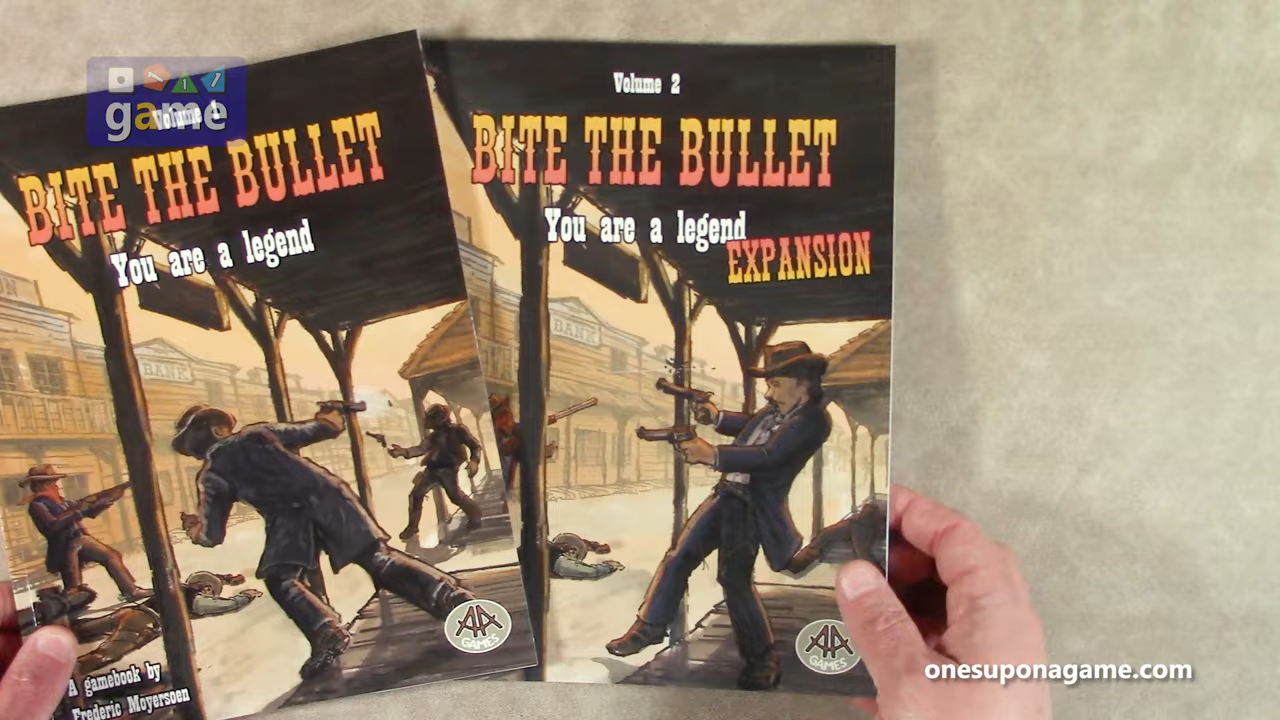 game
Volume 1
BITE THE BULLET
You are a legend
BANK
A gamebook by
Frederic Moyersoen
AA
GAMES
Volume 2
BITE THE BULLET
You are a legend
EXPANSION
BANK
AA
GAMES
onesuponagame.com